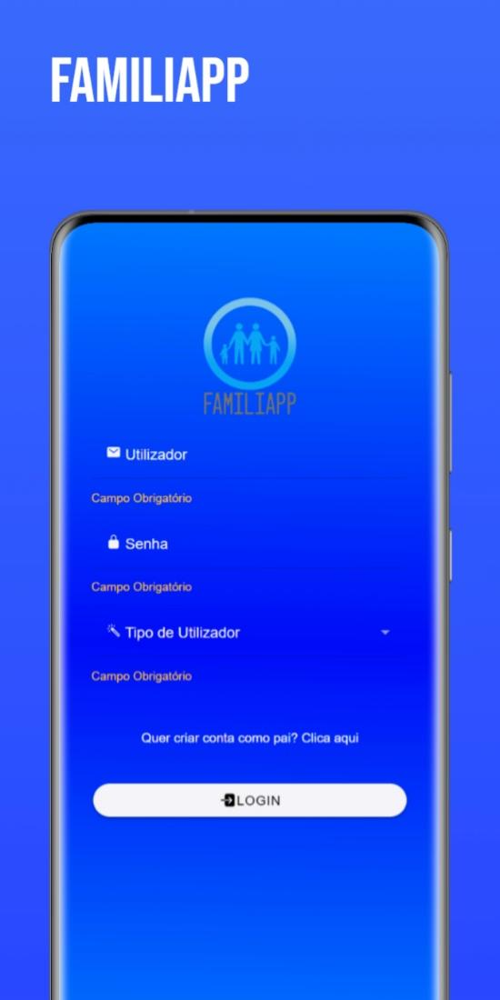 FAMILIAPP
FAMILIAPP
Utilizador
Campo Obrigatório
Senha
Campo Obrigatório
Tipo de Utilizador
Campo Obrigatório
Quer criar conta como pai? Clica aqui
LOGIN